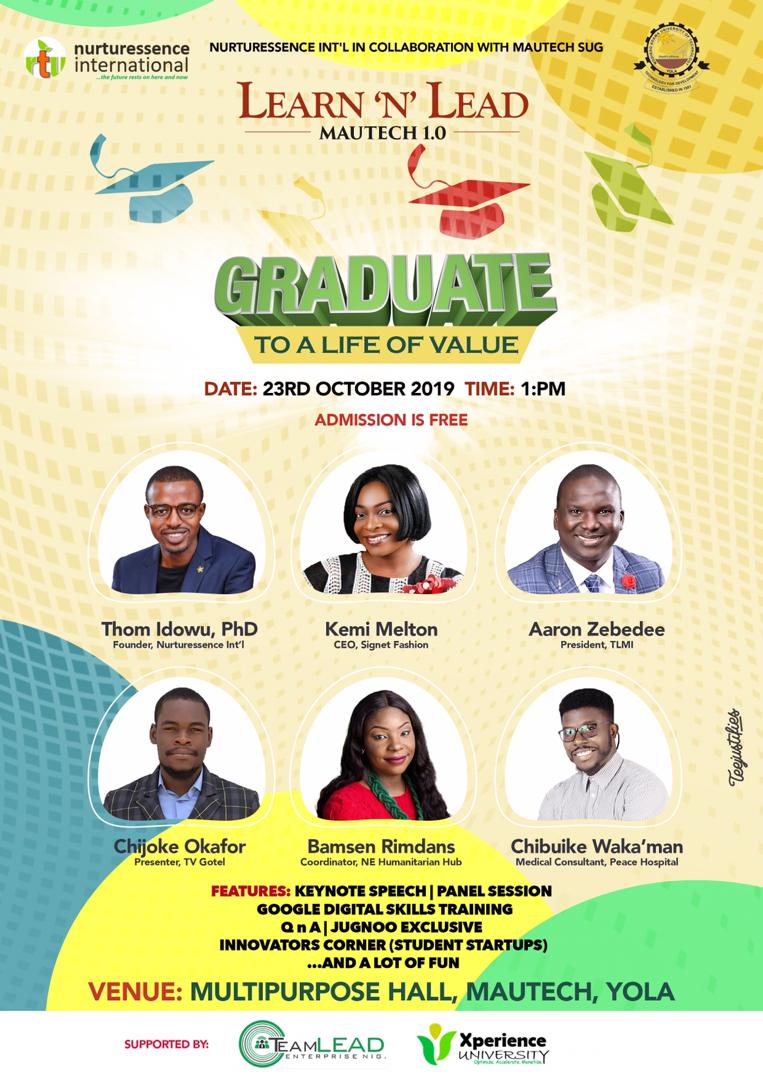 nurturessence
international
...the future rests on here and now
NURTURESSENCE INT'L IN COLLABORATION WITH MAUTECH SUG
LEARN 'N' LEAD
MAUTECH 1.0
GRADUATE
TO A LIFE OF VALUE
DATE: 23RD OCTOBER 2019 TIME: 1:PM
ADMISSION IS FREE
Thom Idowu, PhD
Founder, Nurturessence Int'l
Kemi Melton
CEO, Signet Fashion
Aaron Zebedee
President, TLMI
Chijoke Okafor
Presenter, TV Gotel
Bamsen Rimdans
Coordinator, NE Humanitarian Hub
Chibuike Waka'man
Medical Consultant, Peace Hospital
Teejustifies
FEATURES: KEYNOTE SPEECH | PANEL SESSION
GOOGLE DIGITAL SKILLS TRAINING
Q n A | JUGNOO EXCLUSIVE
INNOVATORS CORNER (STUDENT STARTUPS)
...AND A LOT OF FUN
VENUE: MULTIPURPOSE HALL, MAUTECH, YOLA
SUPPORTED BY:
TEAMLEAD
ENTERPRISE NIG.
Xperience
UNIVERSITY
Optimize. Accelerate. Monetize.